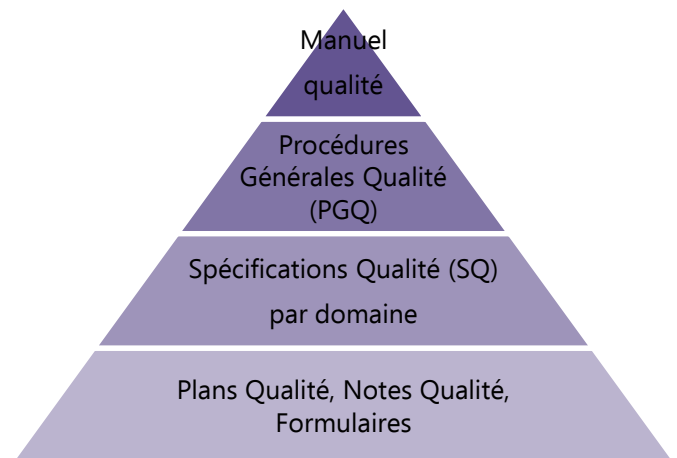 Manuel
qualité
Procédures
Générales Qualité
(PGQ)
Spécifications Qualité (SQ)
par domaine
Plans Qualité, Notes Qualité,
Formulaires